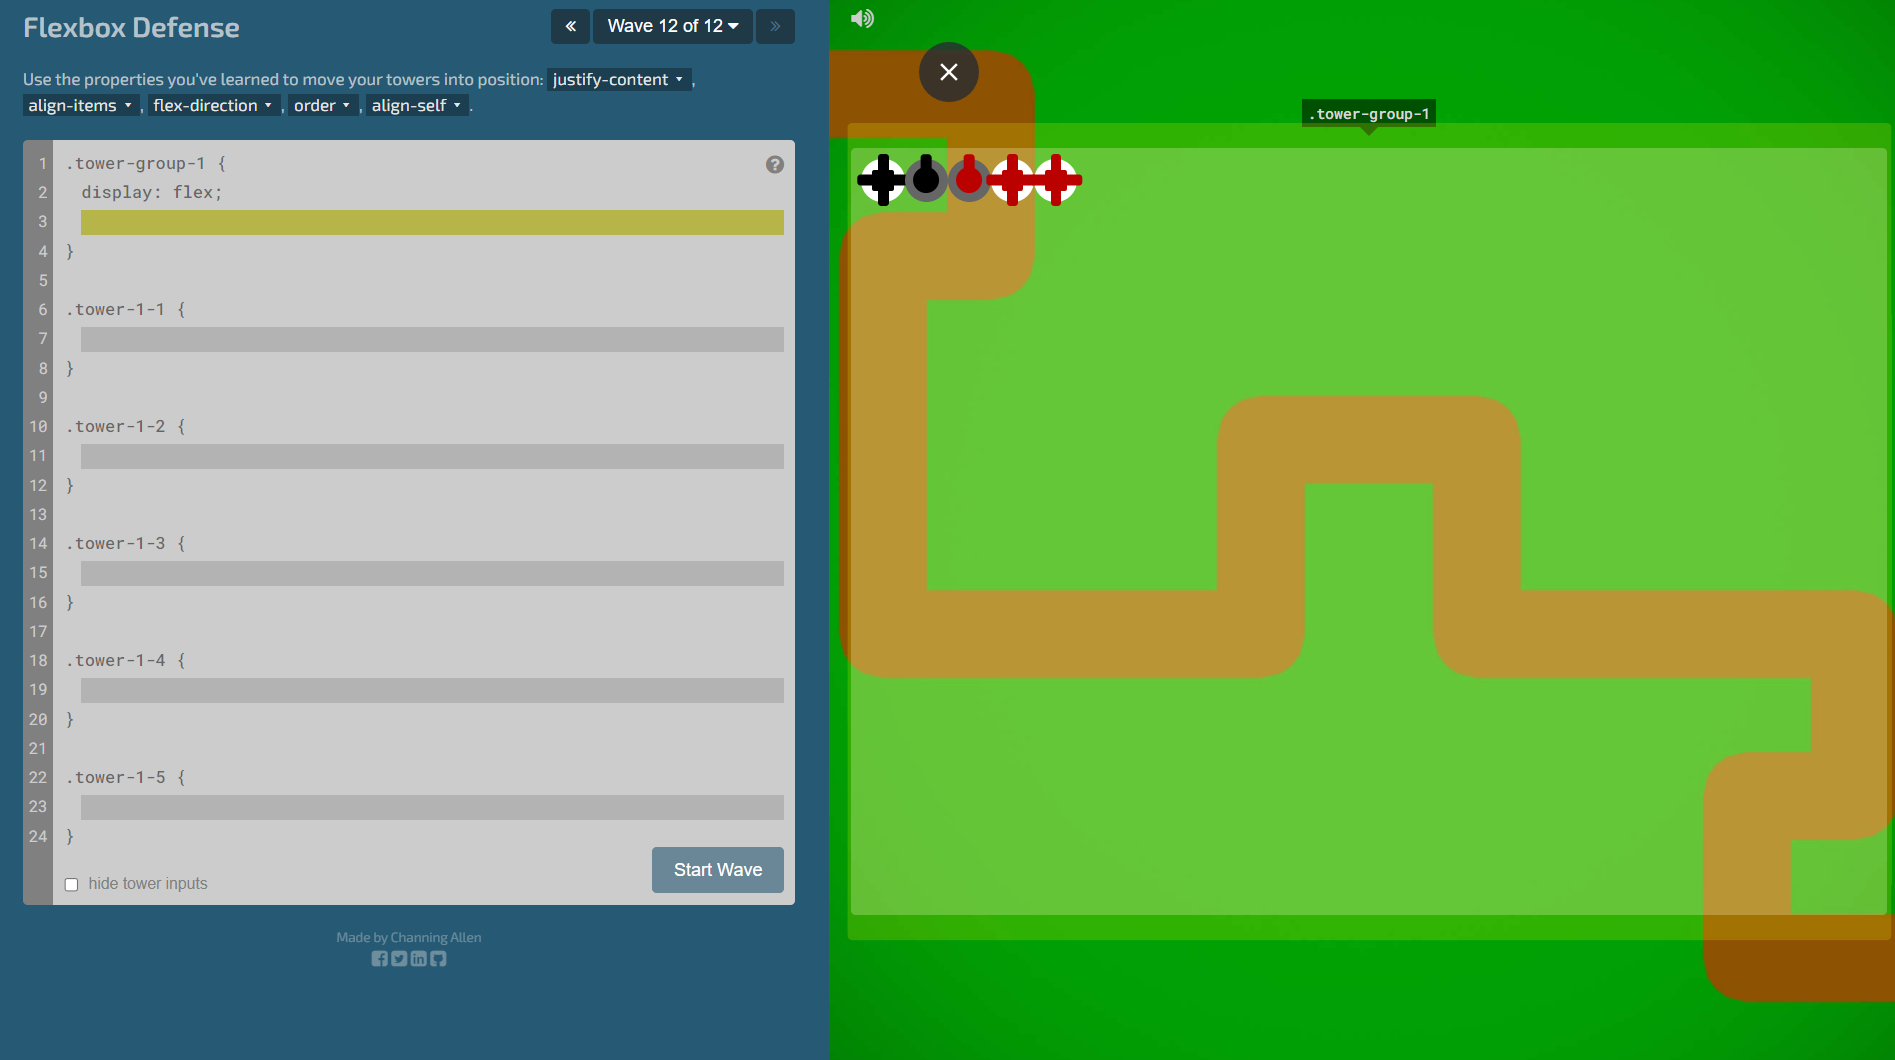 Flexbox Defense
«
Wave 12 of 12
»
Use the properties you've learned to move your towers into position: justify-content ,
align-items , flex-direction , order , align-self .
1 .tower-group-1 {
2 display: flex;
3
4 }
5
6 .tower-1-1 {
7
8 }
9
10 .tower-1-2 {
11
12 }
13
14 .tower-1-3 {
15
16 }
17
18 .tower-1-4 {
19
20 }
21
22 .tower-1-5 {
23
24 }
?
hide tower inputs
Start Wave
Made by Channing Allen
.tower-group-1